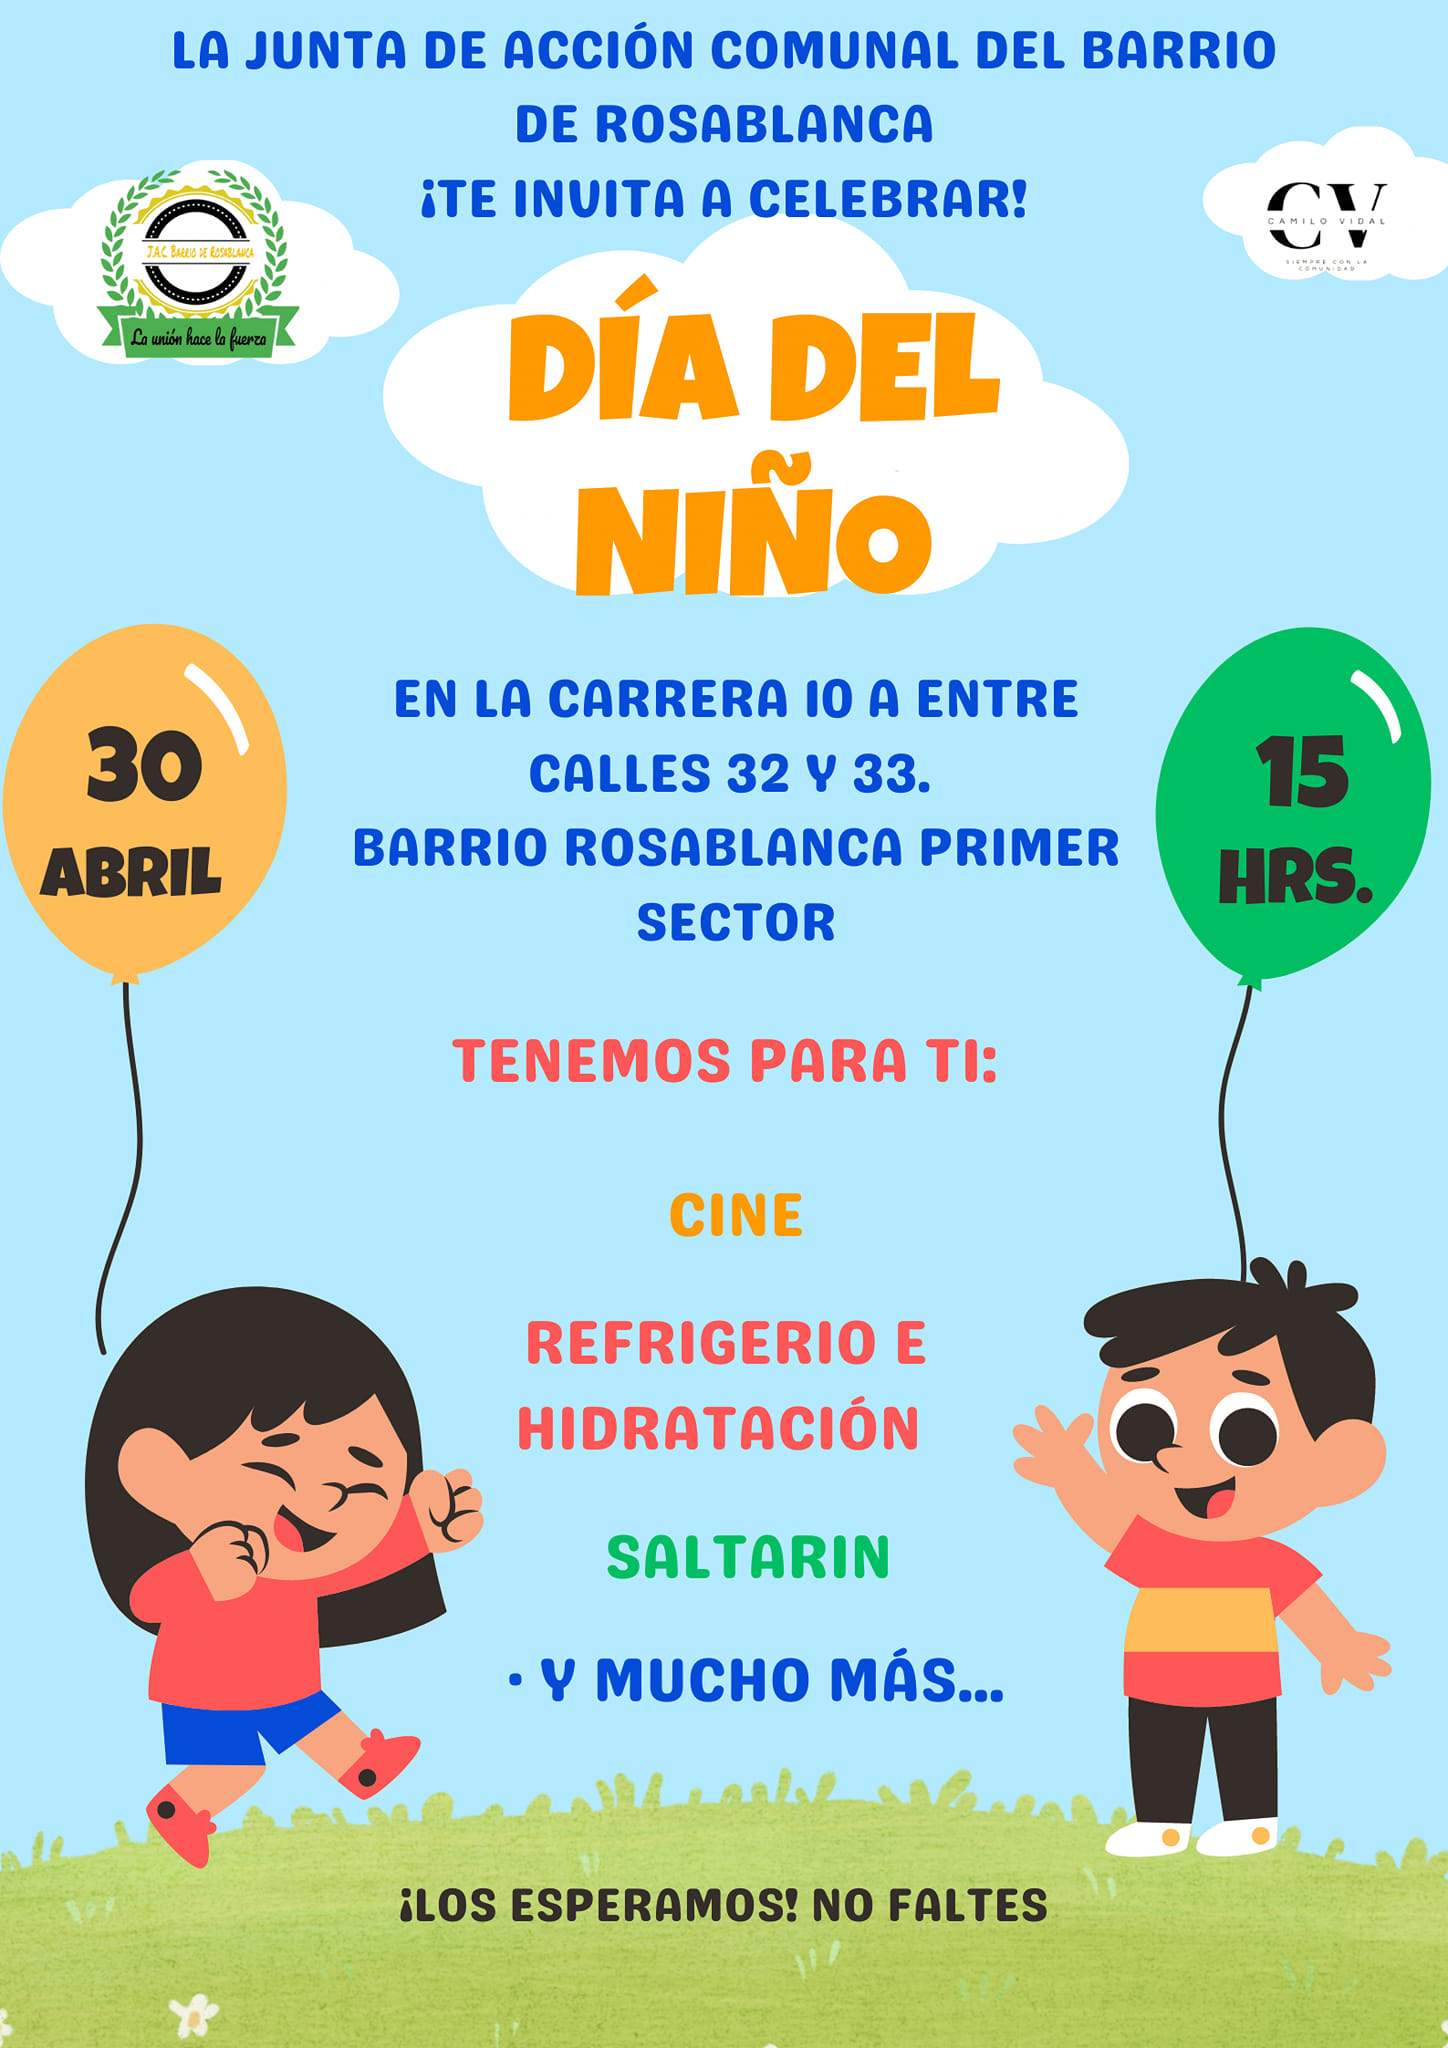 LA JUNTA DE ACCIÓN COMUNAL DEL BARRIO
DE ROSABLANCA
¡TE INVITA A CELEBRAR!
J.A.C. BARRIO DE ROSABLANCA
La unión hace la fuerza
CV
CAMILO VIDAL
SIEMPRE CON LA
COMUNIDAD
DÍA DEL
NIÑO
30
ABRIL
15
HRS.
EN LA CARRERA 10 A ENTRE
CALLES 32 Y 33.
BARRIO ROSABLANCA PRIMER
SECTOR
TENEMOS PARA TI:
CINE
REFRIGERIO E
HIDRATACIÓN
SALTARIN
· Y MUCHO MÁS...
¡LOS ESPERAMOS! NO FALTES